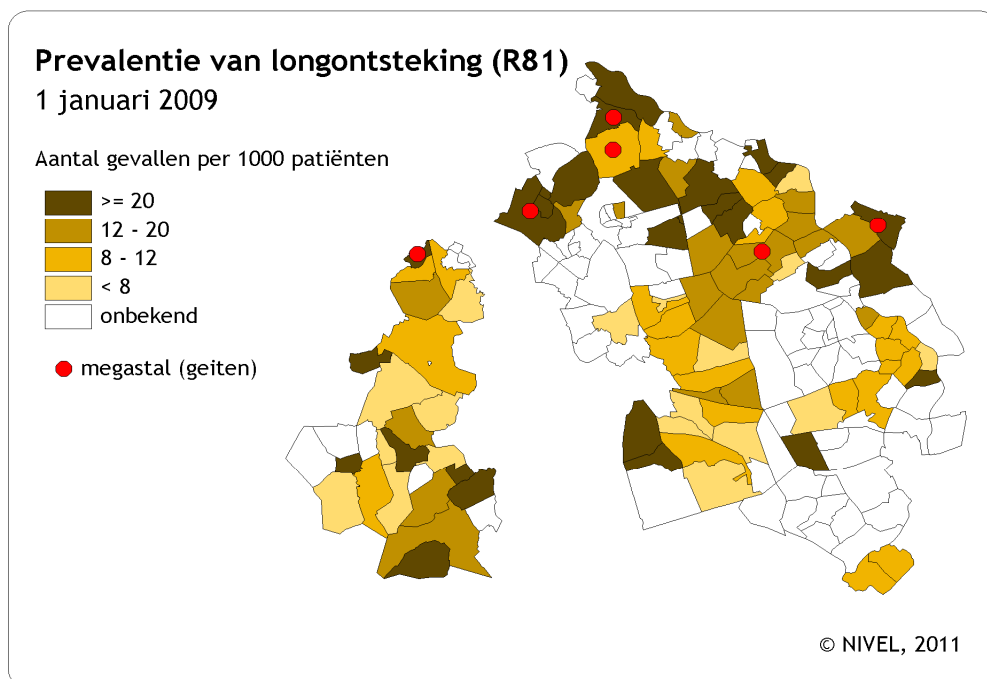 Prevalentie van longontsteking (R81)
1 januari 2009
Aantal gevallen per 1000 patiënten
>= 20
12 - 20
8 - 12
< 8
onbekend
megastal (geiten)
© NIVEL, 2011